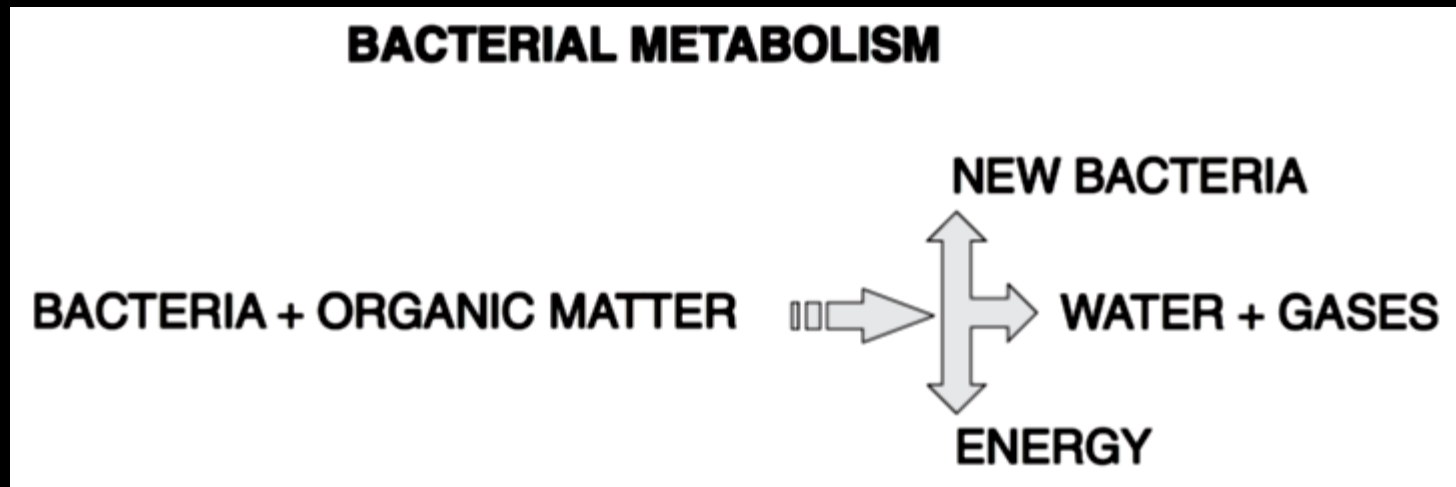 BACTERIAL METABOLISM
NEW BACTERIA
BACTERIA + ORGANIC MATTER
WATER + GASES
ENERGY